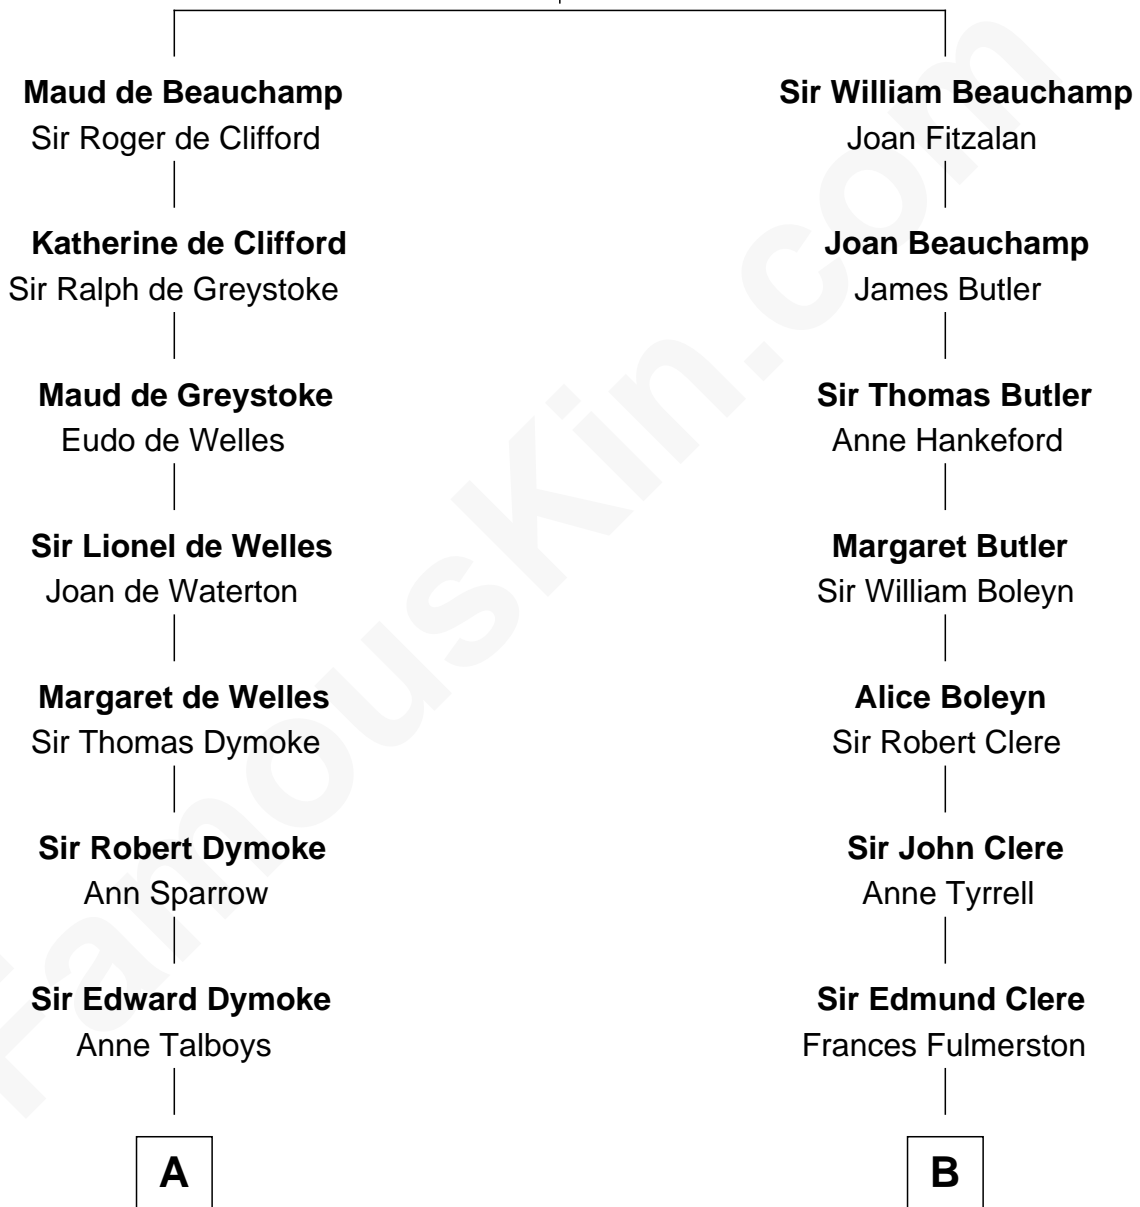 Maud de Beauchamp
Sir Roger de Clifford
Katherine de Clifford
Sir Ralph de Greystoke
Maud de Greystoke
Eudo de Welles
Sir Lionel de Welles
Joan de Waterton
Margaret de Welles
Sir Thomas Dymoke
Sir Robert Dymoke
Ann Sparrow
Sir Edward Dymoke
Anne Talboys
A
Sir William Beauchamp
Joan Fitzalan
Joan Beauchamp
James Butler
Sir Thomas Butler
Anne Hankeford
Margaret Butler
Sir William Boleyn
Alice Boleyn
Sir Robert Clere
Sir John Clere
Anne Tyrrell
Sir Edmund Clere
Frances Fulmerston
B
FamousKin.com